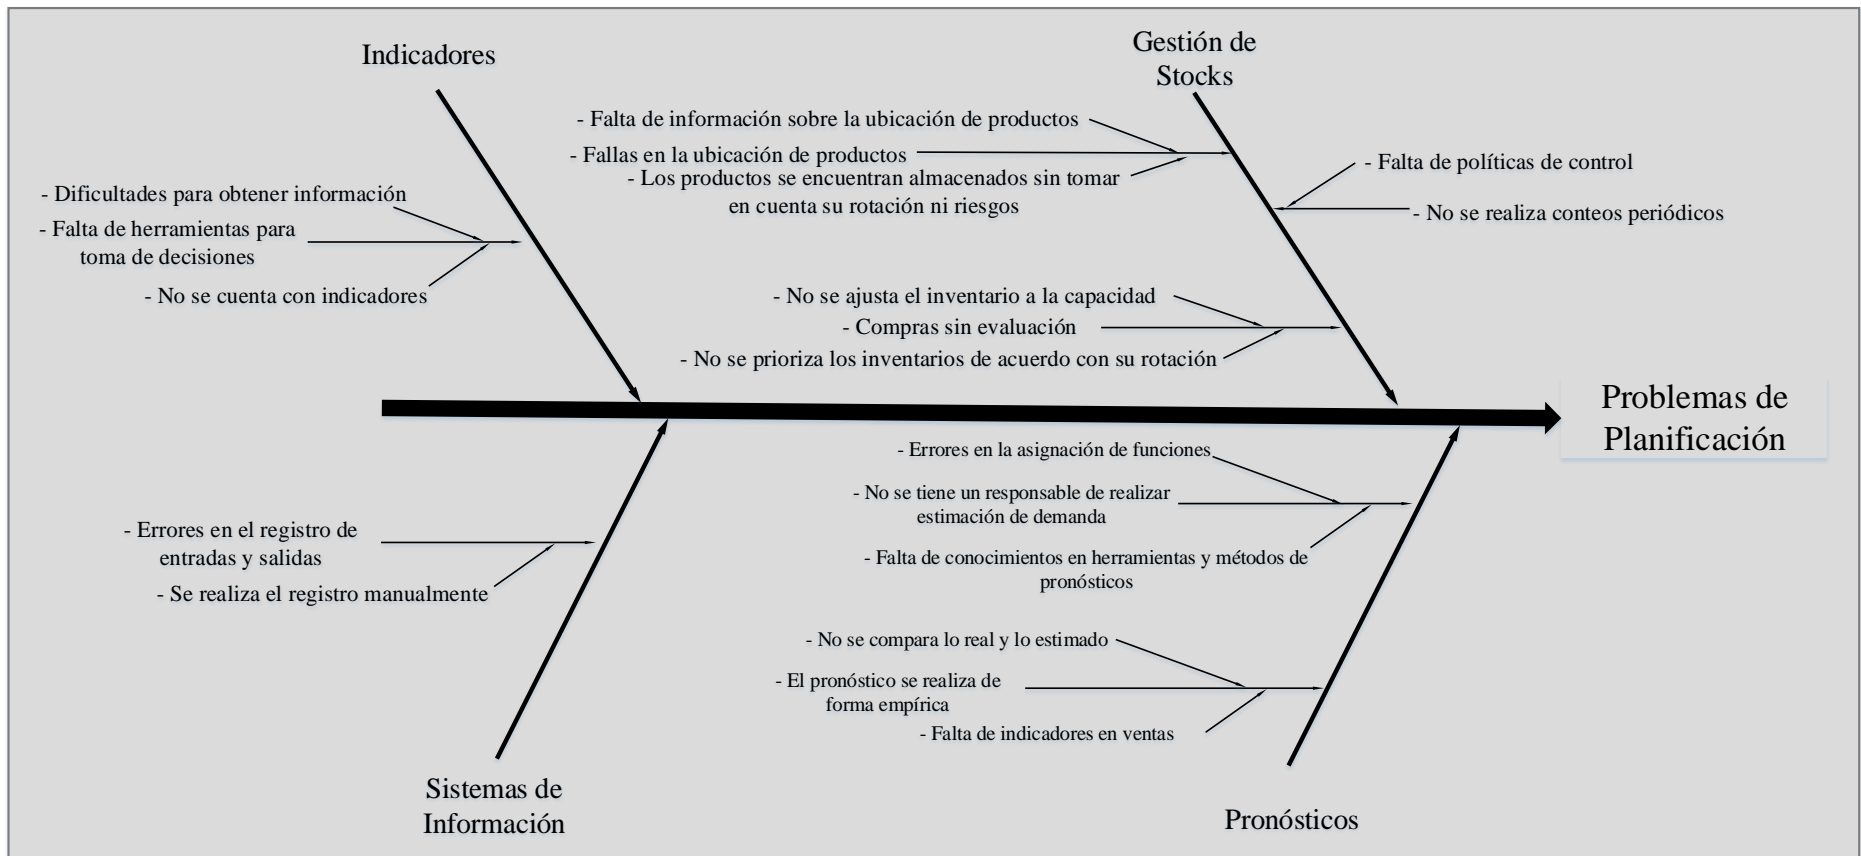 Indicadores
Gestión de
Stocks
- Falta de información sobre la ubicación de productos
- Fallas en la ubicación de productos
- Los productos se encuentran almacenados sin tomar
en cuenta su rotación ni riesgos
- Falta de políticas de control
- No se realiza conteos periódicos
- Dificultades para obtener información
- Falta de herramientas para
toma de decisiones
- No se cuenta con indicadores
- No se ajusta el inventario a la capacidad
- Compras sin evaluación
- No se prioriza los inventarios de acuerdo con su rotación
Problemas de
Planificación
- Errores en la asignación de funciones
- No se tiene un responsable de realizar
estimación de demanda
- Falta de conocimientos en herramientas y métodos de
pronósticos
- Errores en el registro de
entradas y salidas
- Se realiza el registro manualmente
- No se compara lo real y lo estimado
- El pronóstico se realiza de
forma empírica
- Falta de indicadores en ventas
Sistemas de
Información
Pronósticos